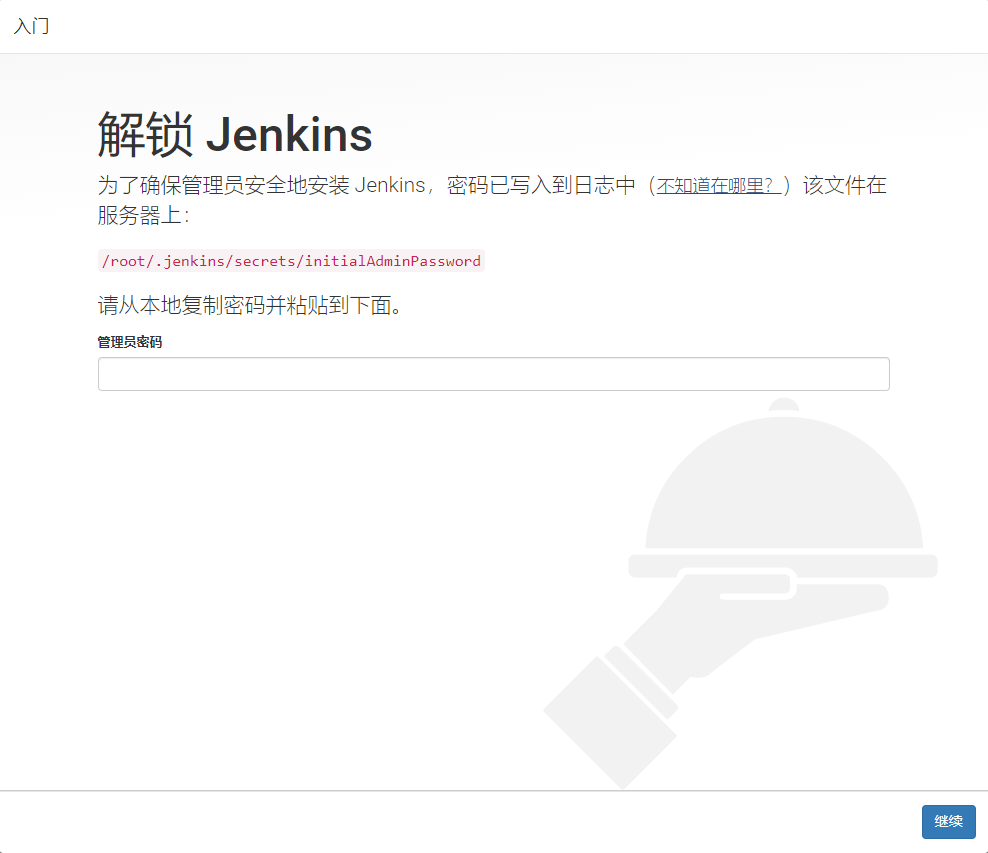 入门
解锁 Jenkins
为了确保管理员安全地安装 Jenkins，密码已写入到日志中（不知道在哪里？）该文件在
服务器上：
/root/.jenkins/secrets/initialAdminPassword
请从本地复制密码并粘贴到下面。
管理员密码
继续